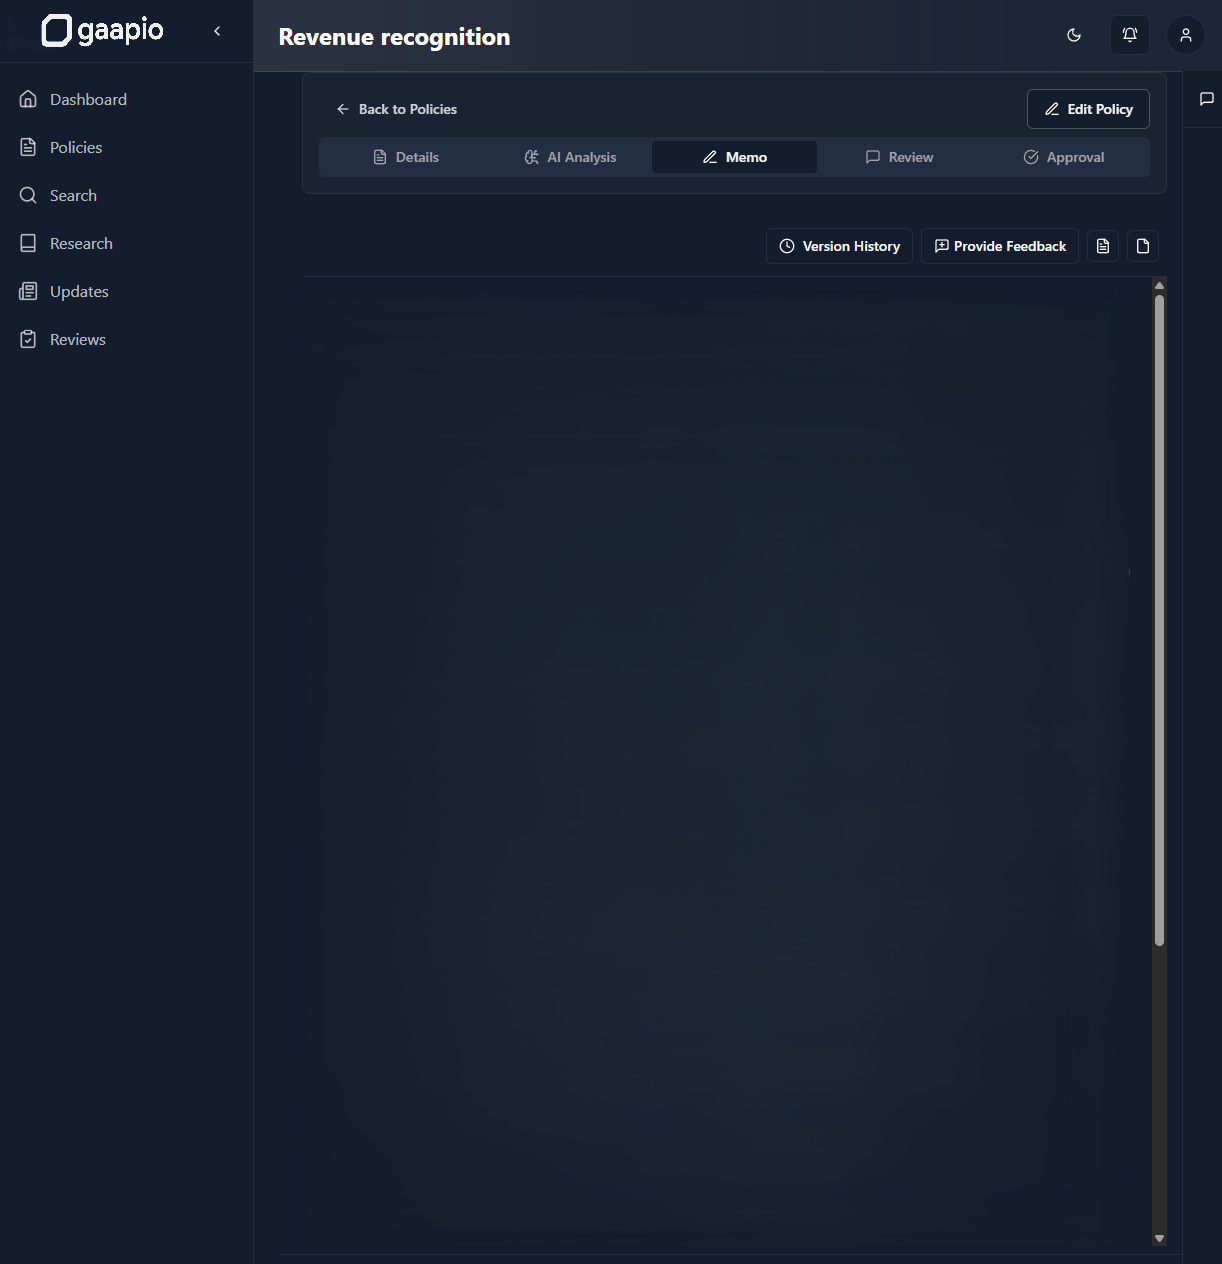 gaapio
Revenue recognition
Dashboard
Policies
Search
Research
Updates
Reviews
Back to Policies
Edit Policy
Details
AI Analysis
Memo
Review
Approval
Version History
Provide Feedback